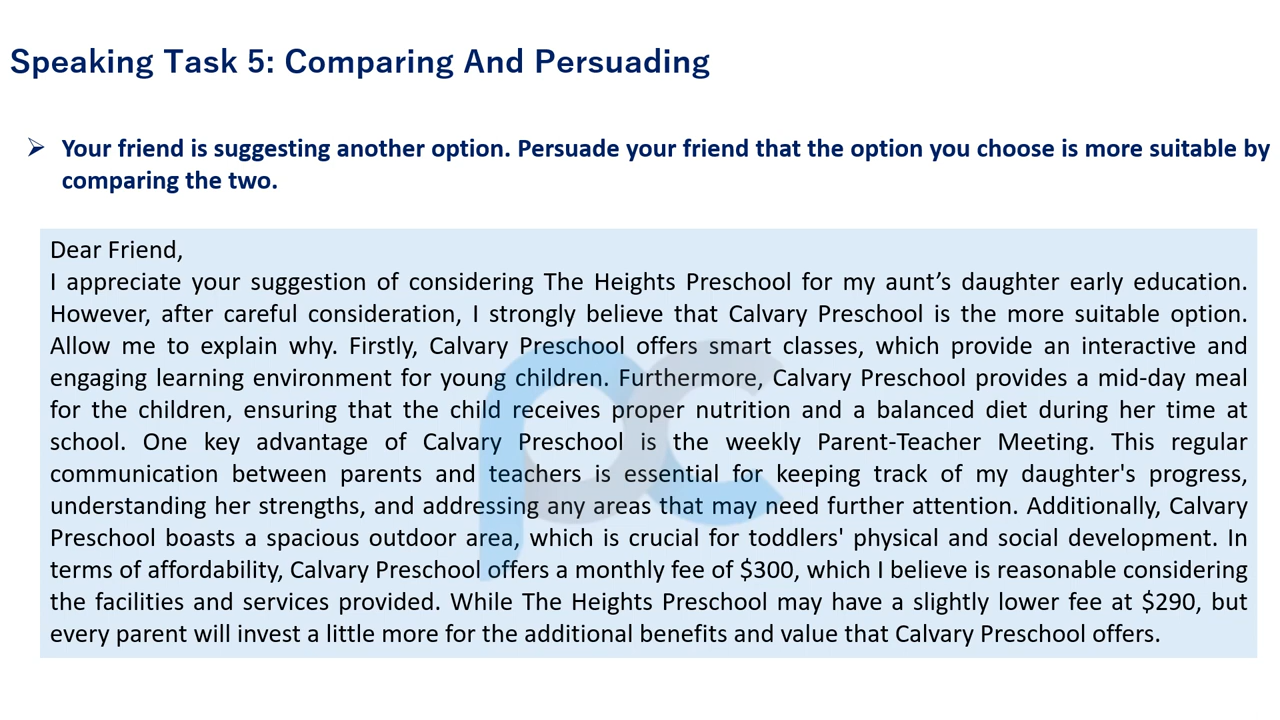 Speaking Task 5: Comparing And Persuading
➢ Your friend is suggesting another option. Persuade your friend that the option you choose is more suitable by
comparing the two.
Dear Friend,
I appreciate your suggestion of considering The Heights Preschool for my aunt’s daughter early education.
However, after careful consideration, I strongly believe that Calvary Preschool is the more suitable option.
Allow me to explain why. Firstly, Calvary Preschool offers smart classes, which provide an interactive and
engaging learning environment for young children. Furthermore, Calvary Preschool provides a mid-day meal
for the children, ensuring that the child receives proper nutrition and a balanced diet during her time at
school. One key advantage of Calvary Preschool is the weekly Parent-Teacher Meeting. This regular
communication between parents and teachers is essential for keeping track of my daughter's progress,
understanding her strengths, and addressing any areas that may need further attention. Additionally, Calvary
Preschool boasts a spacious outdoor area, which is crucial for toddlers' physical and social development. In
terms of affordability, Calvary Preschool offers a monthly fee of $300, which I believe is reasonable considering
the facilities and services provided. While The Heights Preschool may have a slightly lower fee at $290, but
every parent will invest a little more for the additional benefits and value that Calvary Preschool offers.